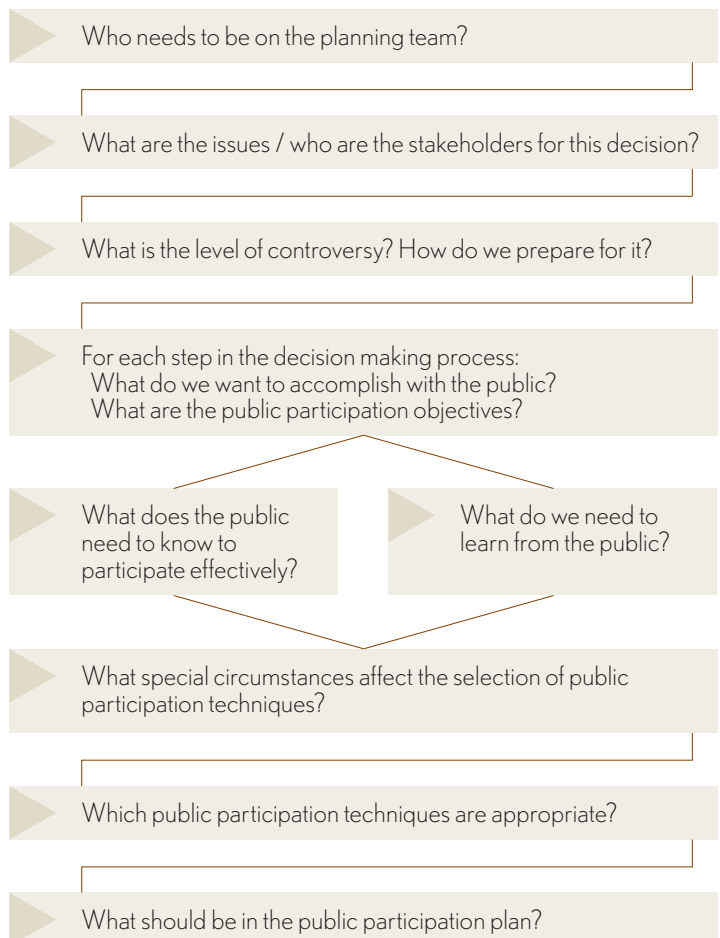 Who needs to be on the planning team?
What are the issues / who are the stakeholders for this decision?
What is the level of controversy? How do we prepare for it?
For each step in the decision making process:
What do we want to accomplish with the public?
What are the public participation objectives?
What does the public
need to know to
participate effectively?
What do we need to
learn from the public?
What special circumstances affect the selection of public
participation techniques?
Which public participation techniques are appropriate?
What should be in the public participation plan?